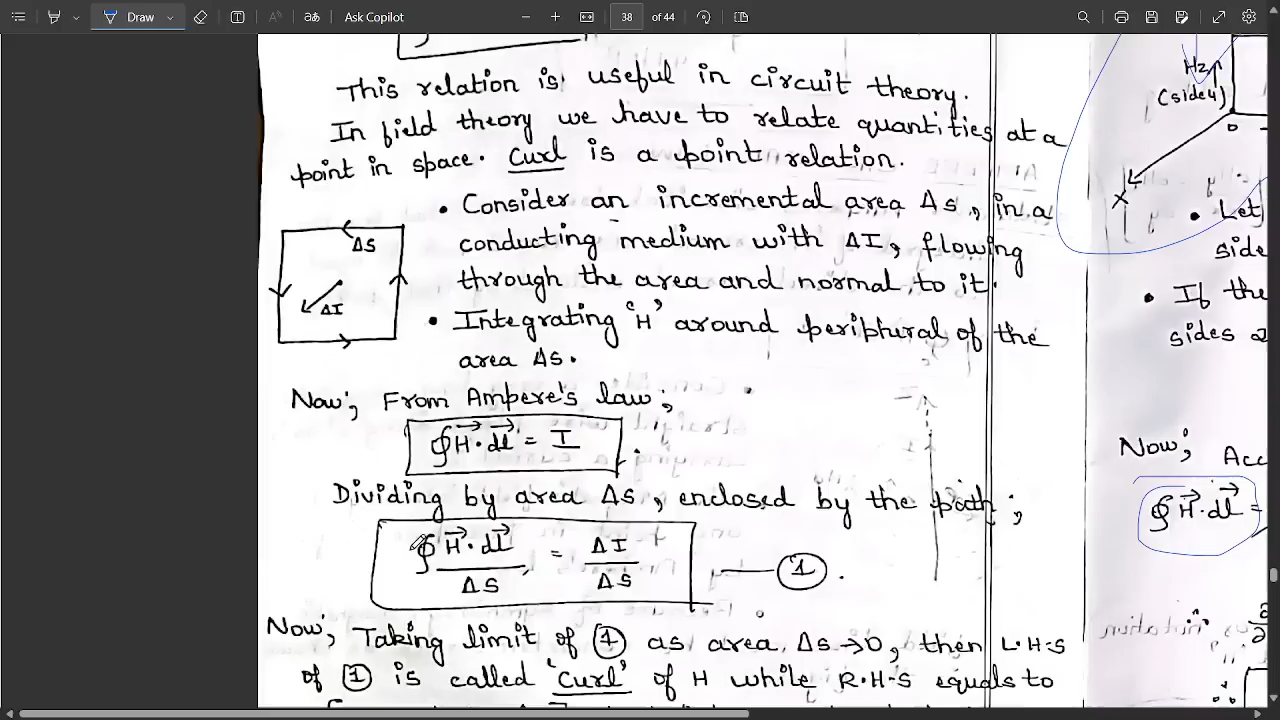 Draw
Ask Copilot
38 of 44
This relation is useful in circuit theory.
In field theory we have to relate quantities at a
point in space. Curl is a point relation.
• Consider an incremental area Δs, in a
conducting medium with ΔI, flowing
through the area and normal to it.
• Integrating 'H' around periphural of the
area Δs.
ΔS
ΔI
Now, From Ampere's law;
∮H⃗·dl⃗ = I
Dividing by area Δs, enclosed by the path;
∮H⃗·dl⃗ / ΔS = ΔI / ΔS — ①.
Now, Taking limit of ① as area Δs→0, then L.H.S
of ① is called 'Curl' of H while R.H.S equals to
H2
(side4)
0
X
• Let
side
• If the
sides
Now, Acc
∮H⃗·dl⃗ =